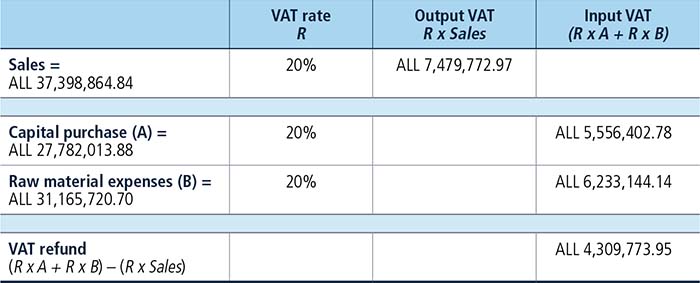 VAT rate Output VAT Input VAT
R R x Sales (R x A + R x B)
Sales = 20% ALL 7,479,772.97
ALL 37,398,864.84
Capital purchase (A) = 20% ALL 5,556,402.78
ALL 27,782,013.88
Raw material expenses (B) = 20% ALL 6,233,144.14
ALL 31,165,720.70
VAT refund ALL 4,309,773.95
(R x A + R x B) – (R x Sales)